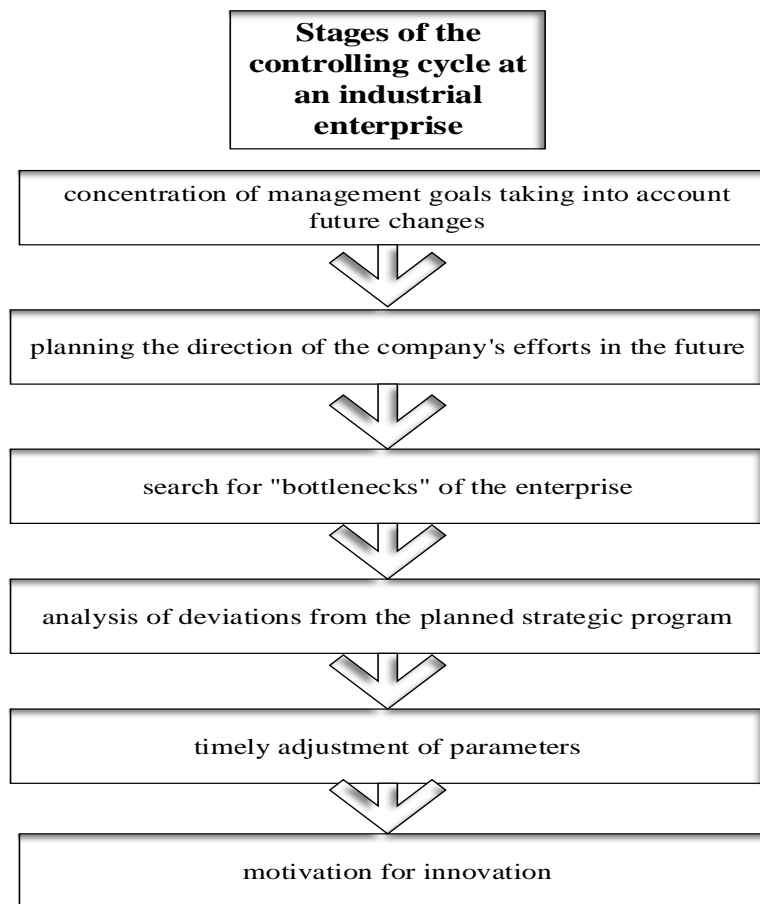 Stages of the
controlling cycle at
an industrial
enterprise
concentration of management goals taking into account
future changes
planning the direction of the company's efforts in the future
search for "bottlenecks" of the enterprise
analysis of deviations from the planned strategic program
timely adjustment of parameters
motivation for innovation